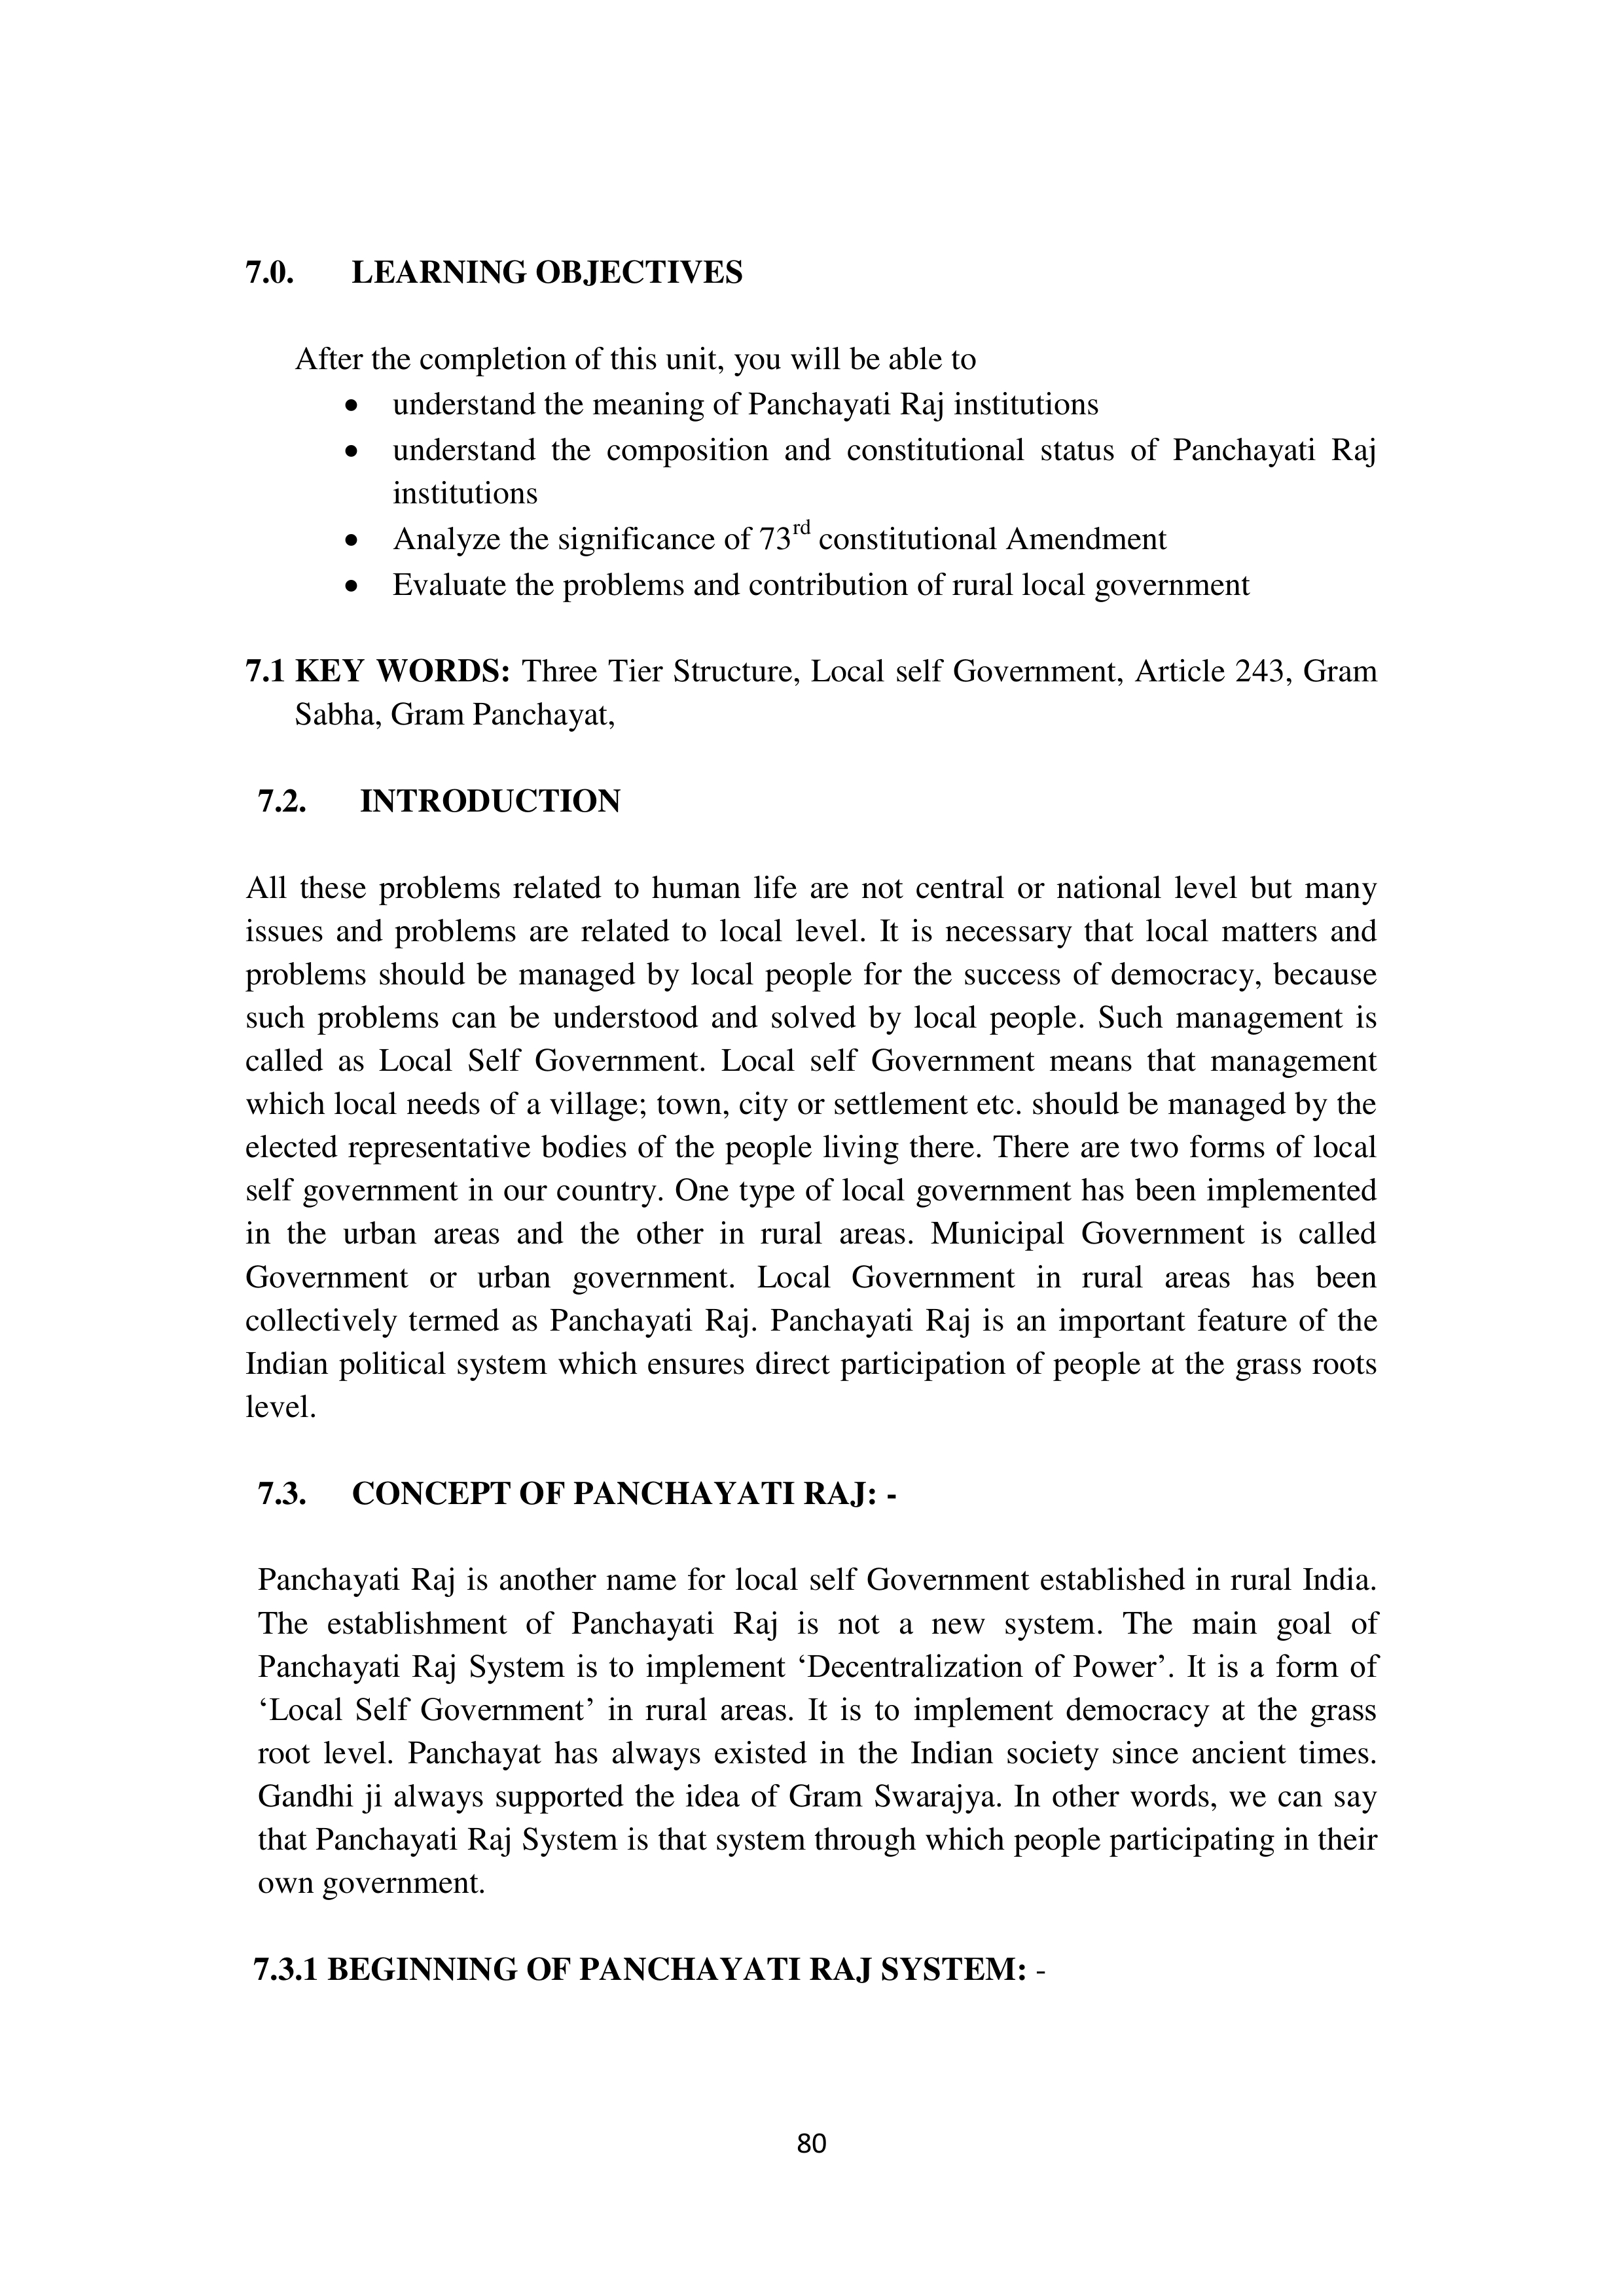 7.0. LEARNING OBJECTIVES
After the completion of this unit, you will be able to
• understand the meaning of Panchayati Raj institutions
• understand the composition and constitutional status of Panchayati Raj
institutions
• Analyze the significance of 73rd constitutional Amendment
• Evaluate the problems and contribution of rural local government
7.1 KEY WORDS: Three Tier Structure, Local self Government, Article 243, Gram
Sabha, Gram Panchayat,
7.2. INTRODUCTION
All these problems related to human life are not central or national level but many
issues and problems are related to local level. It is necessary that local matters and
problems should be managed by local people for the success of democracy, because
such problems can be understood and solved by local people. Such management is
called as Local Self Government. Local self Government means that management
which local needs of a village; town, city or settlement etc. should be managed by the
elected representative bodies of the people living there. There are two forms of local
self government in our country. One type of local government has been implemented
in the urban areas and the other in rural areas. Municipal Government is called
Government or urban government. Local Government in rural areas has been
collectively termed as Panchayati Raj. Panchayati Raj is an important feature of the
Indian political system which ensures direct participation of people at the grass roots
level.
7.3. CONCEPT OF PANCHAYATI RAJ: -
Panchayati Raj is another name for local self Government established in rural India.
The establishment of Panchayati Raj is not a new system. The main goal of
Panchayati Raj System is to implement ‘Decentralization of Power’. It is a form of
‘Local Self Government’ in rural areas. It is to implement democracy at the grass
root level. Panchayat has always existed in the Indian society since ancient times.
Gandhi ji always supported the idea of Gram Swarajya. In other words, we can say
that Panchayati Raj System is that system through which people participating in their
own government.
7.3.1 BEGINNING OF PANCHAYATI RAJ SYSTEM: -
80